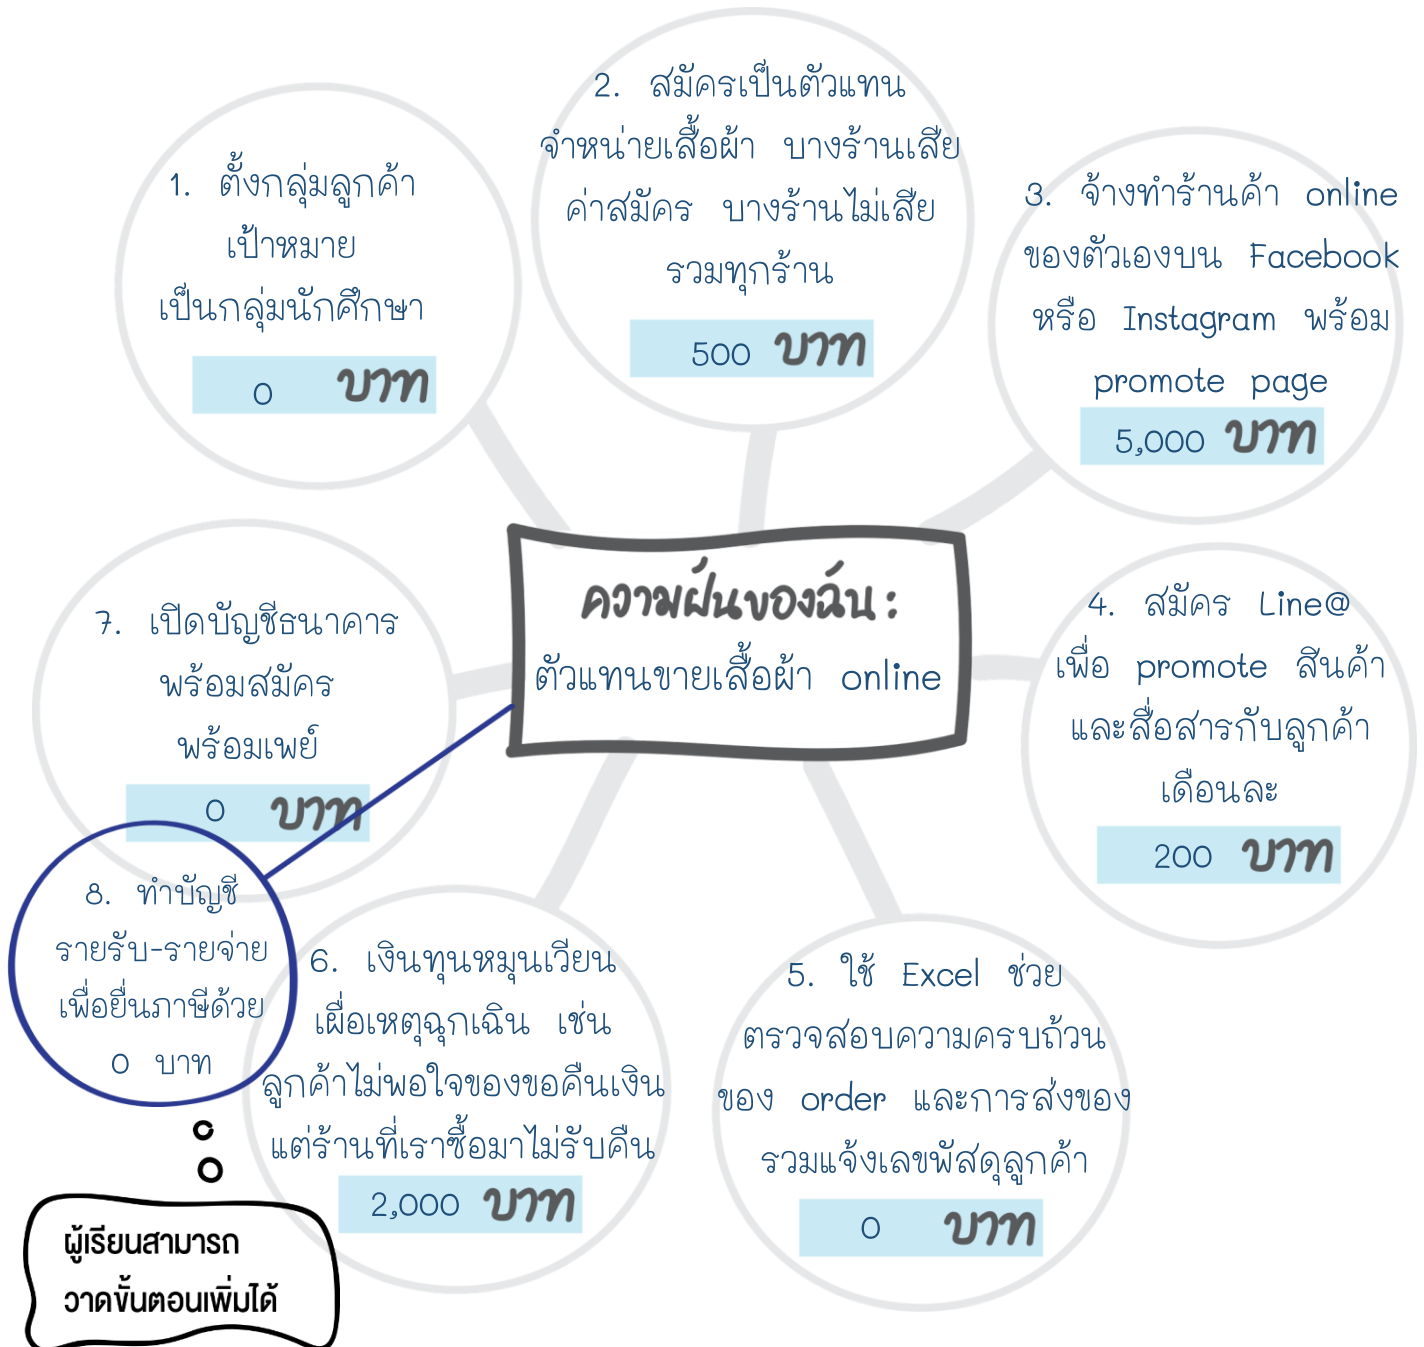 ความฝันของฉัน :
ตัวแทนขายเสื้อผ้า online
1. ตั้งกลุ่มลูกค้า
เป้าหมาย
เป็นกลุ่มนักศึกษา
0 บาท
2. สมัครเป็นตัวแทน
จำหน่ายเสื้อผ้า บางร้านเสีย
ค่าสมัคร บางร้านไม่เสีย
รวมทุกร้าน
500 บาท
3. จ้างทำร้านค้า online
ของตัวเองบน Facebook
หรือ Instagram พร้อม
promote page
5,000 บาท
4. สมัคร Line@
เพื่อ promote สินค้า
และสื่อสารกับลูกค้า
เดือนละ
200 บาท
5. ใช้ Excel ช่วย
ตรวจสอบความครบถ้วน
ของ order และการส่งของ
รวมแจ้งเลขพัสดุลูกค้า
0 บาท
6. เงินทุนหมุนเวียน
เผื่อเหตุฉุกเฉิน เช่น
ลูกค้าไม่พอใจของขอคืนเงิน
แต่ร้านที่เราซื้อมาไม่รับคืน
2,000 บาท
7. เปิดบัญชีธนาคาร
พร้อมสมัคร
พร้อมเพย์
0 บาท
8. ทำบัญชี
รายรับ-รายจ่าย
เพื่อยื่นภาษีด้วย
0 บาท
ผู้เรียนสามารถ
วาดขั้นตอนเพิ่มได้